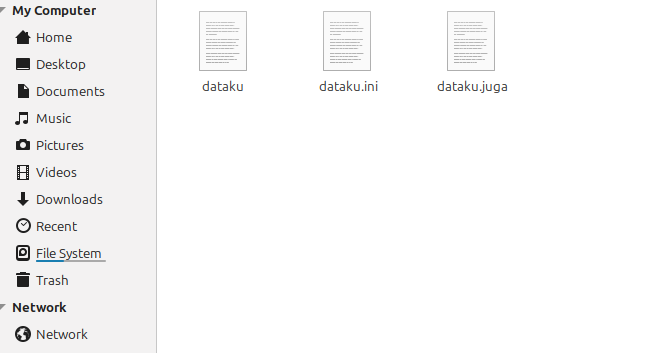 My Computer
Home
Desktop
Documents
Music
Pictures
Videos
Downloads
Recent
File System
Trash
Network
Network
dataku
dataku.ini
dataku.juga